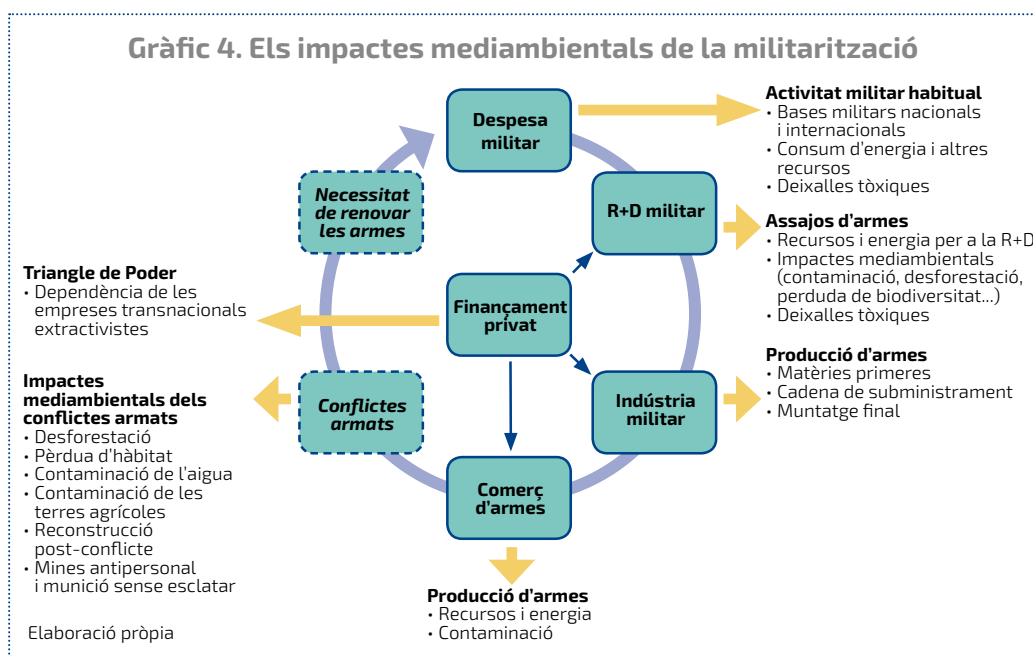 Gràfic 4. Els impactes mediambientals de la militarització
Despesa
militar
Activitat militar habitual
• Bases militars nacionals
i internacionals
• Consum d'energia i altres
recursos
• Deixalles tòxiques
Necessitat
de renovar
les armes
R+D militar
Assajos d'armes
• Recursos i energia per a la R+D
• Impactes mediambientals
(contaminació, desforestació,
perduda de biodiversitat...)
• Deixalles tòxiques
Triangle de Poder
• Dependència de les
empreses transnacionals
extractivistes
Finançament
privat
Producció d'armes
• Matèries primeres
• Cadena de subministrament
• Muntatge final
Impactes
mediambientals dels
conflictes armats
• Desforestació
• Pèrdua d'hàbitat
• Contaminació de l'aigua
• Contaminació de les
terres agrícoles
• Reconstrucció
post-conflicte
• Mines antipersonal
i munició sense esclatar
Conflictes
armats
Indústria
militar
Comerç
d'armes
Producció d'armes
• Recursos i energia
• Contaminació
Elaboració pròpia